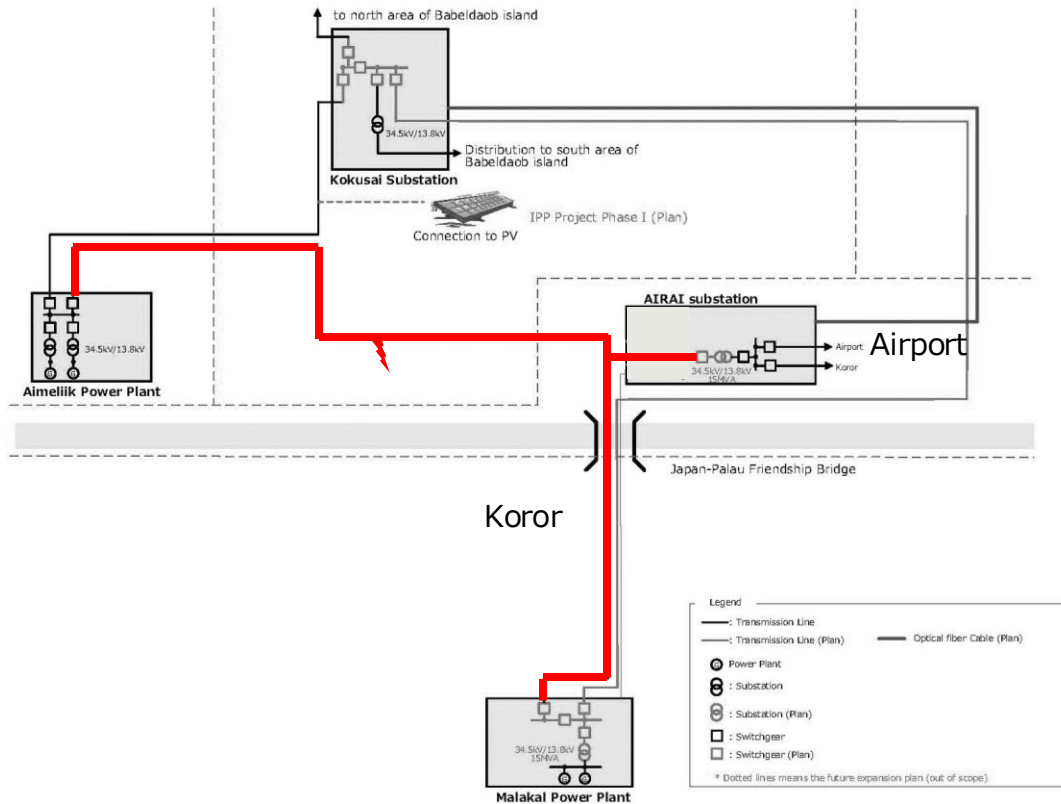 to north area of Babeldaob island
34.5kV/13.8kV
Distribution to south area of
Babeldaob island
Kokusai Substation
IPP Project Phase I (Plan)
Connection to PV
AIRAI substation
34.5kV/13.8kV
G G
Aimeliik Power Plant
34.5kV/13.8kV
15MVA
Airport
Koror
Airport
Japan-Palau Friendship Bridge
Koror
34.5kV/13.8kV
15MVA
G G
Malakal Power Plant
Legend
: Transmission Line
: Transmission Line (Plan)
Optical fiber Cable (Plan)
G Power Plant
: Substation
: Substation (Plan)
: Switchgear
: Switchgear (Plan)
* Dotted lines means the future expansion plan (out of scope)